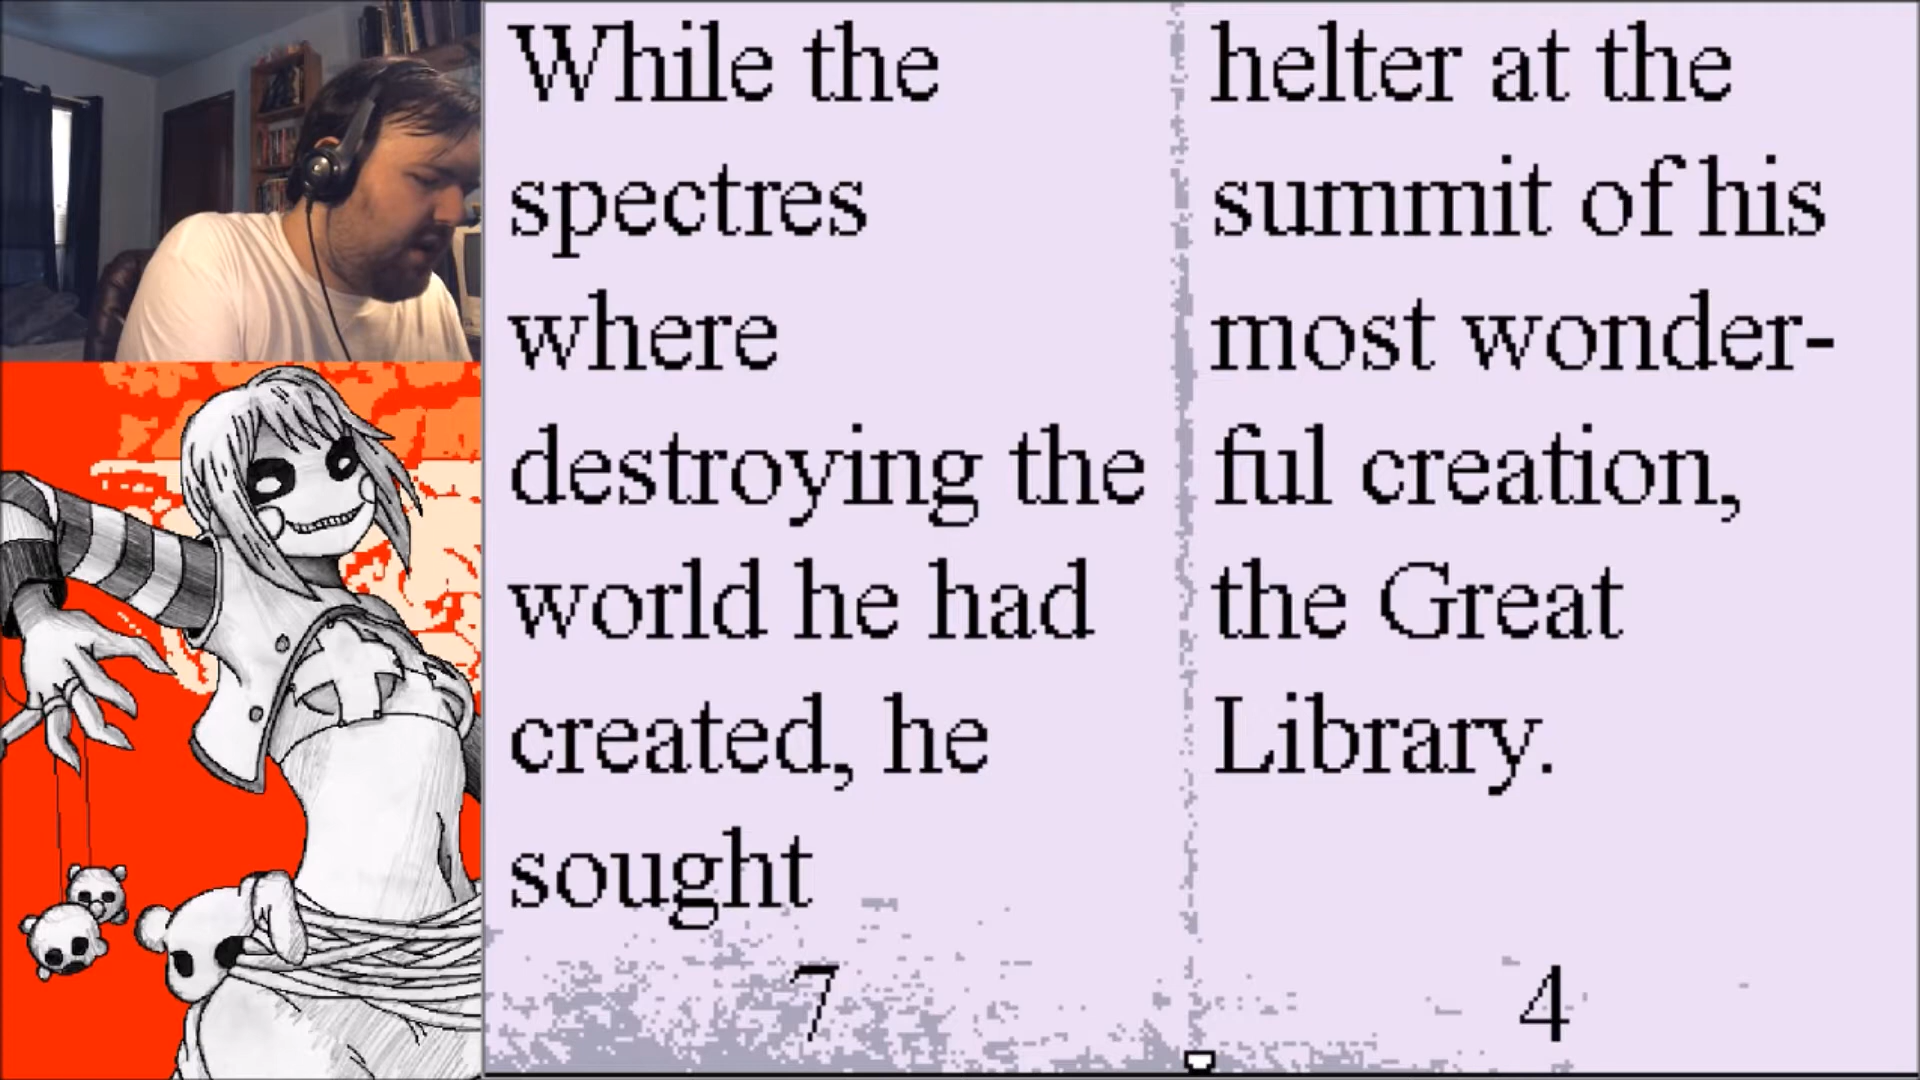 While the
spectres
where
destroying the
world he had
created, he
sought
7
helter at the
summit of his
most wonder-
ful creation,
the Great
Library.
4